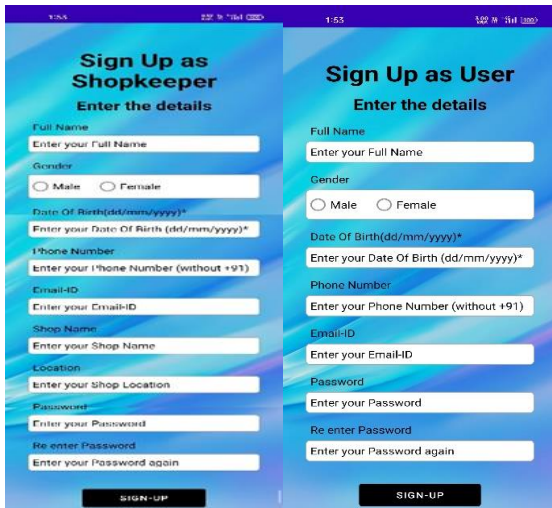 1:53
Sign Up as
Shopkeeper
Enter the details
Full Name
Enter your Full Name
Gender
Male Female
Date Of Birth(dd/mm/yyyy)*
Enter your Date Of Birth (dd/mm/yyyy)*
Phone Number
Enter your Phone Number (without +91)
Email-ID
Enter your Email-ID
Shop Name
Enter your Shop Name
Location
Enter your Shop Location
Password
Enter your Password
Re enter Password
Enter your Password again
SIGN-UP
1:53
Sign Up as User
Enter the details
Full Name
Enter your Full Name
Gender
Male Female
Date Of Birth(dd/mm/yyyy)*
Enter your Date Of Birth (dd/mm/yyyy)*
Phone Number
Enter your Phone Number (without +91)
Email-ID
Enter your Email-ID
Password
Enter your Password
Re enter Password
Enter your Password again
SIGN-UP